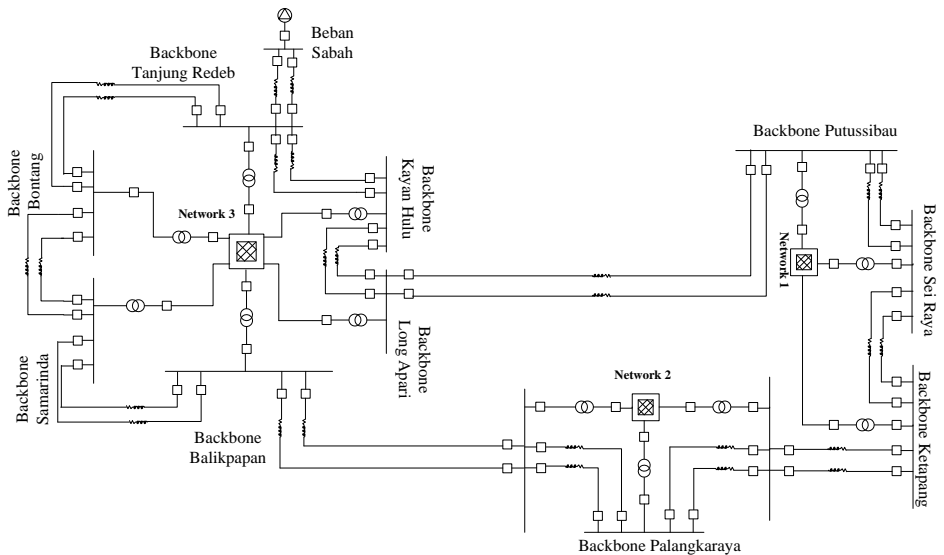 Beban
Sabah
Backbone
Tanjung Redeb
Backbone Putussibau
Backbone
Bontang
Backbone
Kayan Hulu
Network 3
Network 1
Backbone Sei Raya
Backbone
Long Apari
Backbone
Samarinda
Network 2
Backbone Ketapang
Backbone
Balikpapan
Backbone Palangkaraya